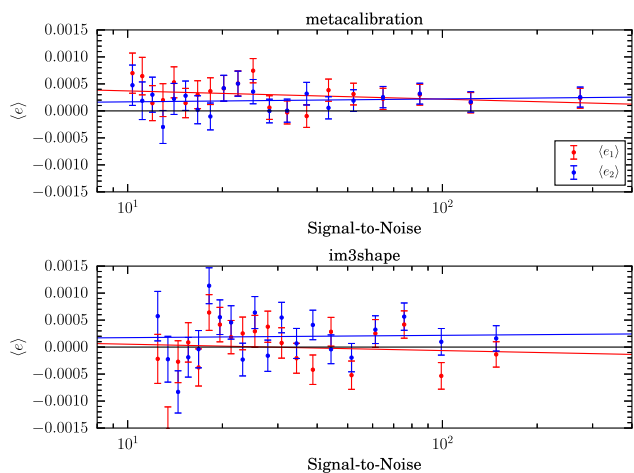 metacalibration
0.0015
0.0010
0.0005
0.0000
−0.0005
−0.0010
−0.0015
⟨e⟩
10¹
10²
Signal-to-Noise
⟨e₁⟩
⟨e₂⟩
im3shape
0.0015
0.0010
0.0005
0.0000
−0.0005
−0.0010
−0.0015
⟨e⟩
10¹
10²
Signal-to-Noise